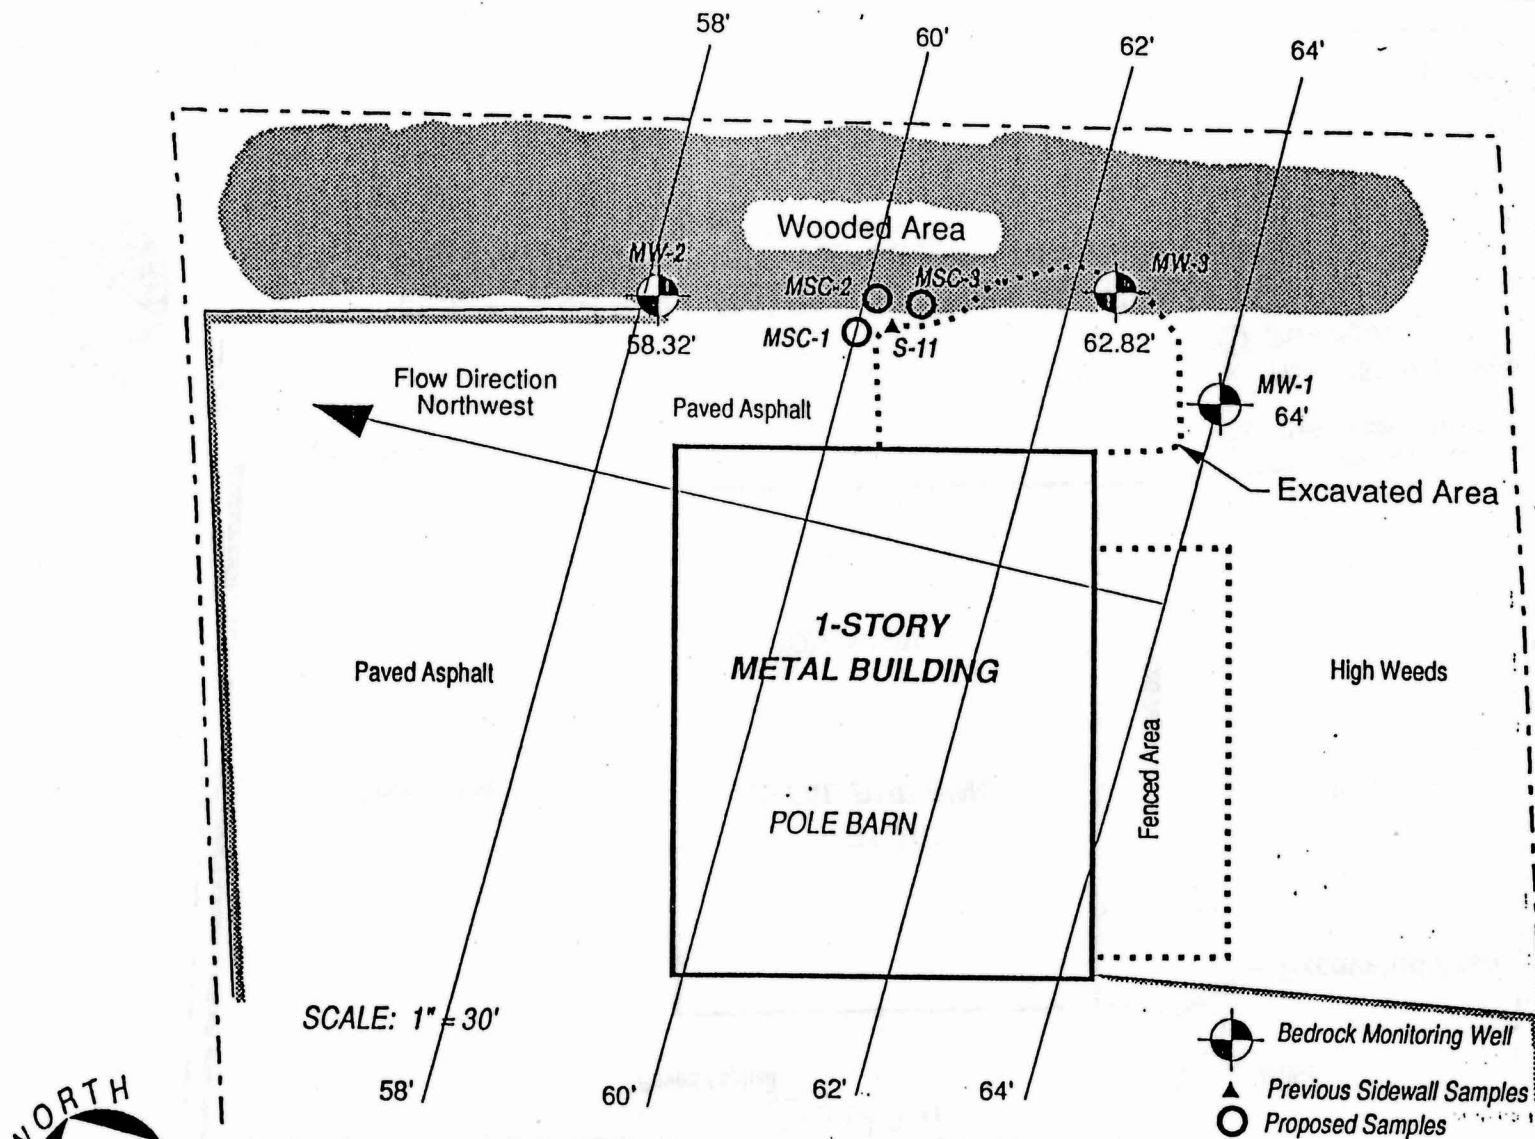 58'
60'
62'
64'
Wooded Area
MW-2
MSC-2
MSC-3
MW-3
MSC-1
S-11
58.32'
62.82'
MW-1
64'
Flow Direction
Northwest
Paved Asphalt
Excavated Area
1-STORY
METAL BUILDING
Paved Asphalt
High Weeds
Fenced Area
POLE BARN
SCALE: 1" = 30'
58'
60'
62'
64'
Bedrock Monitoring Well
Previous Sidewall Samples
Proposed Samples
NORTH